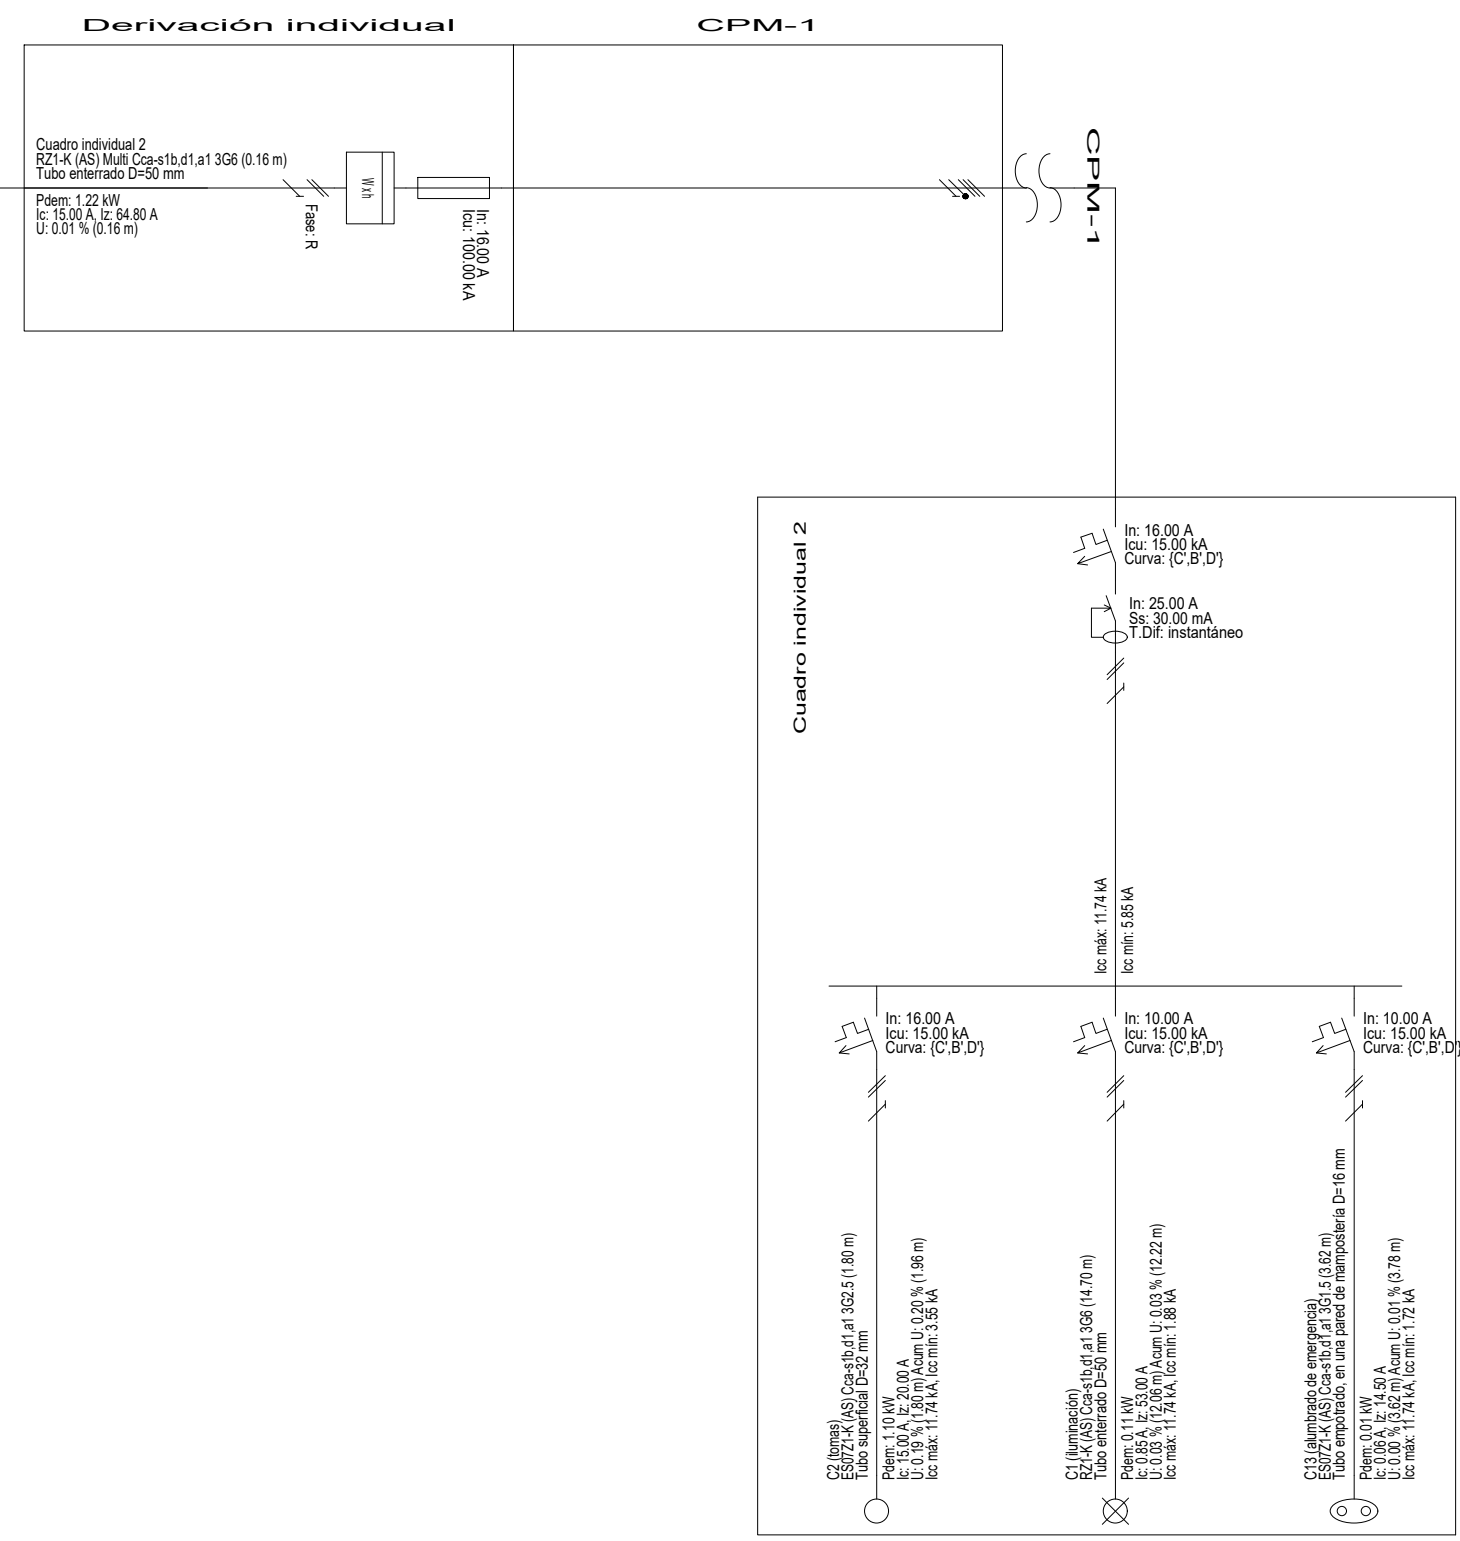 Derivación individual
CPM-1
Cuadro individual 2
RZ1-K (AS) Multi Cca-s1b,d1,a1 3G6 (0.16 m)
Tubo enterrado D=50 mm
Pdem: 1.22 kW
Ic: 15.00 A, Iz: 64.80 A
U: 0.01 % (0.16 m)
Fase: R
Wxh
In: 16.00 A
Icu: 100.00 kA
CPM-1
Cuadro individual 2
In: 16.00 A
Icu: 15.00 kA
Curva: {C',B',D'}
In: 25.00 A
Ss: 30.00 mA
T.Dif: instantáneo
Icc máx: 11.74 kA
Icc mín: 5.85 kA
In: 16.00 A
Icu: 15.00 kA
Curva: {C',B',D'}
In: 10.00 A
Icu: 15.00 kA
Curva: {C',B',D'}
In: 10.00 A
Icu: 15.00 kA
Curva: {C',B',D'}
C2 (tomas)
ES07Z1-K (AS) Cca-s1b,d1,a1 3G2.5 (1.80 m)
Tubo superficial D=32 mm
Pdem: 1.10 kW
Ic: 15.00 A, Iz: 20.00 A
U: 0.19 % (1.80 m) Acum U: 0.20 % (1.96 m)
Icc máx: 11.74 kA, Icc mín: 3.55 kA
C1 (iluminación)
RZ1-K (AS) Cca-s1b,d1,a1 3G6 (14.70 m)
Tubo enterrado D=50 mm
Pdem: 0.11 kW
Ic: 0.85 A, Iz: 53.00 A
U: 0.03 % (12.06 m) Acum U: 0.03 % (12.22 m)
Icc máx: 11.74 kA, Icc mín: 1.88 kA
C13 (alumbrado de emergencia)
ES07Z1-K (AS) Cca-s1b,d1,a1 3G1.5 (3.62 m)
Tubo empotrado, en una pared de mampostería D=16 mm
Pdem: 0.01 kW
Ic: 0.06 A, Iz: 14.50 A
U: 0.00 % (3.62 m) Acum U: 0.01 % (3.78 m)
Icc máx: 11.74 kA, Icc mín: 1.72 kA